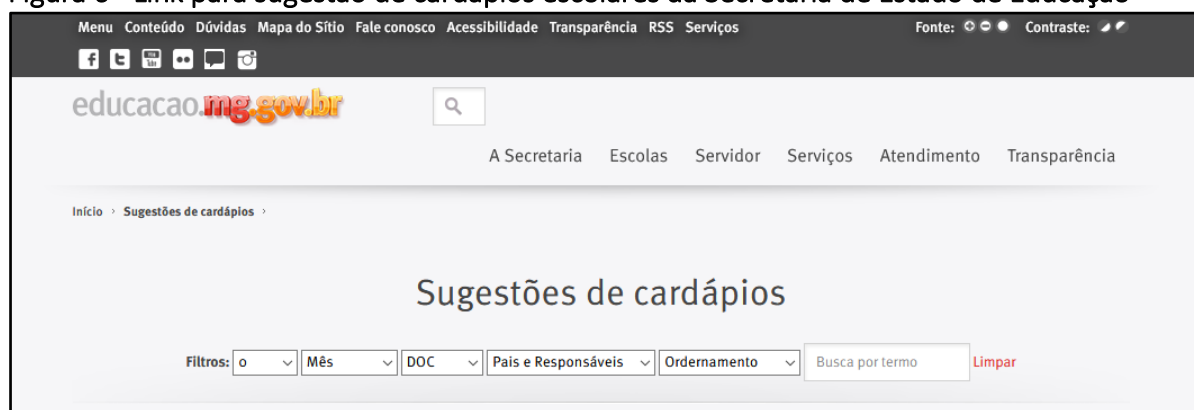 Menu Conteúdo Dúvidas Mapa do Sítio Fale conosco Acessibilidade Transparência RSS Serviços Fonte: Contraste:
educacao.mg.gov.br
A Secretaria Escolas Servidor Serviços Atendimento Transparência
Início › Sugestões de cardápios ›
Sugestões de cardápios
Filtros: o Mês DOC Pais e Responsáveis Ordernamento Busca por termo Limpar